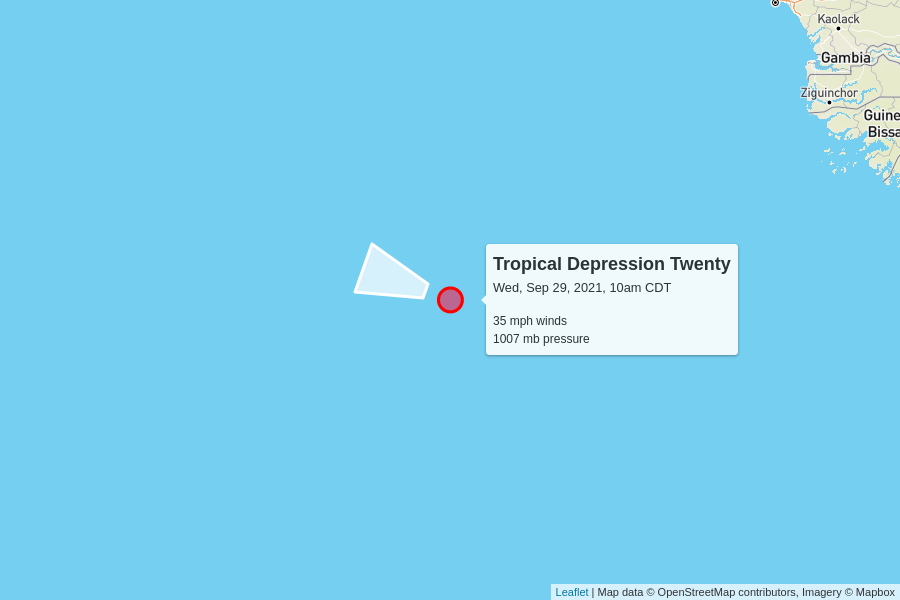 Kaolack
Gambia
Ziguinchor
Guine
Bissa
Tropical Depression Twenty
Wed, Sep 29, 2021, 10am CDT
35 mph winds
1007 mb pressure
Leaflet | Map data © OpenStreetMap contributors, Imagery © Mapbox